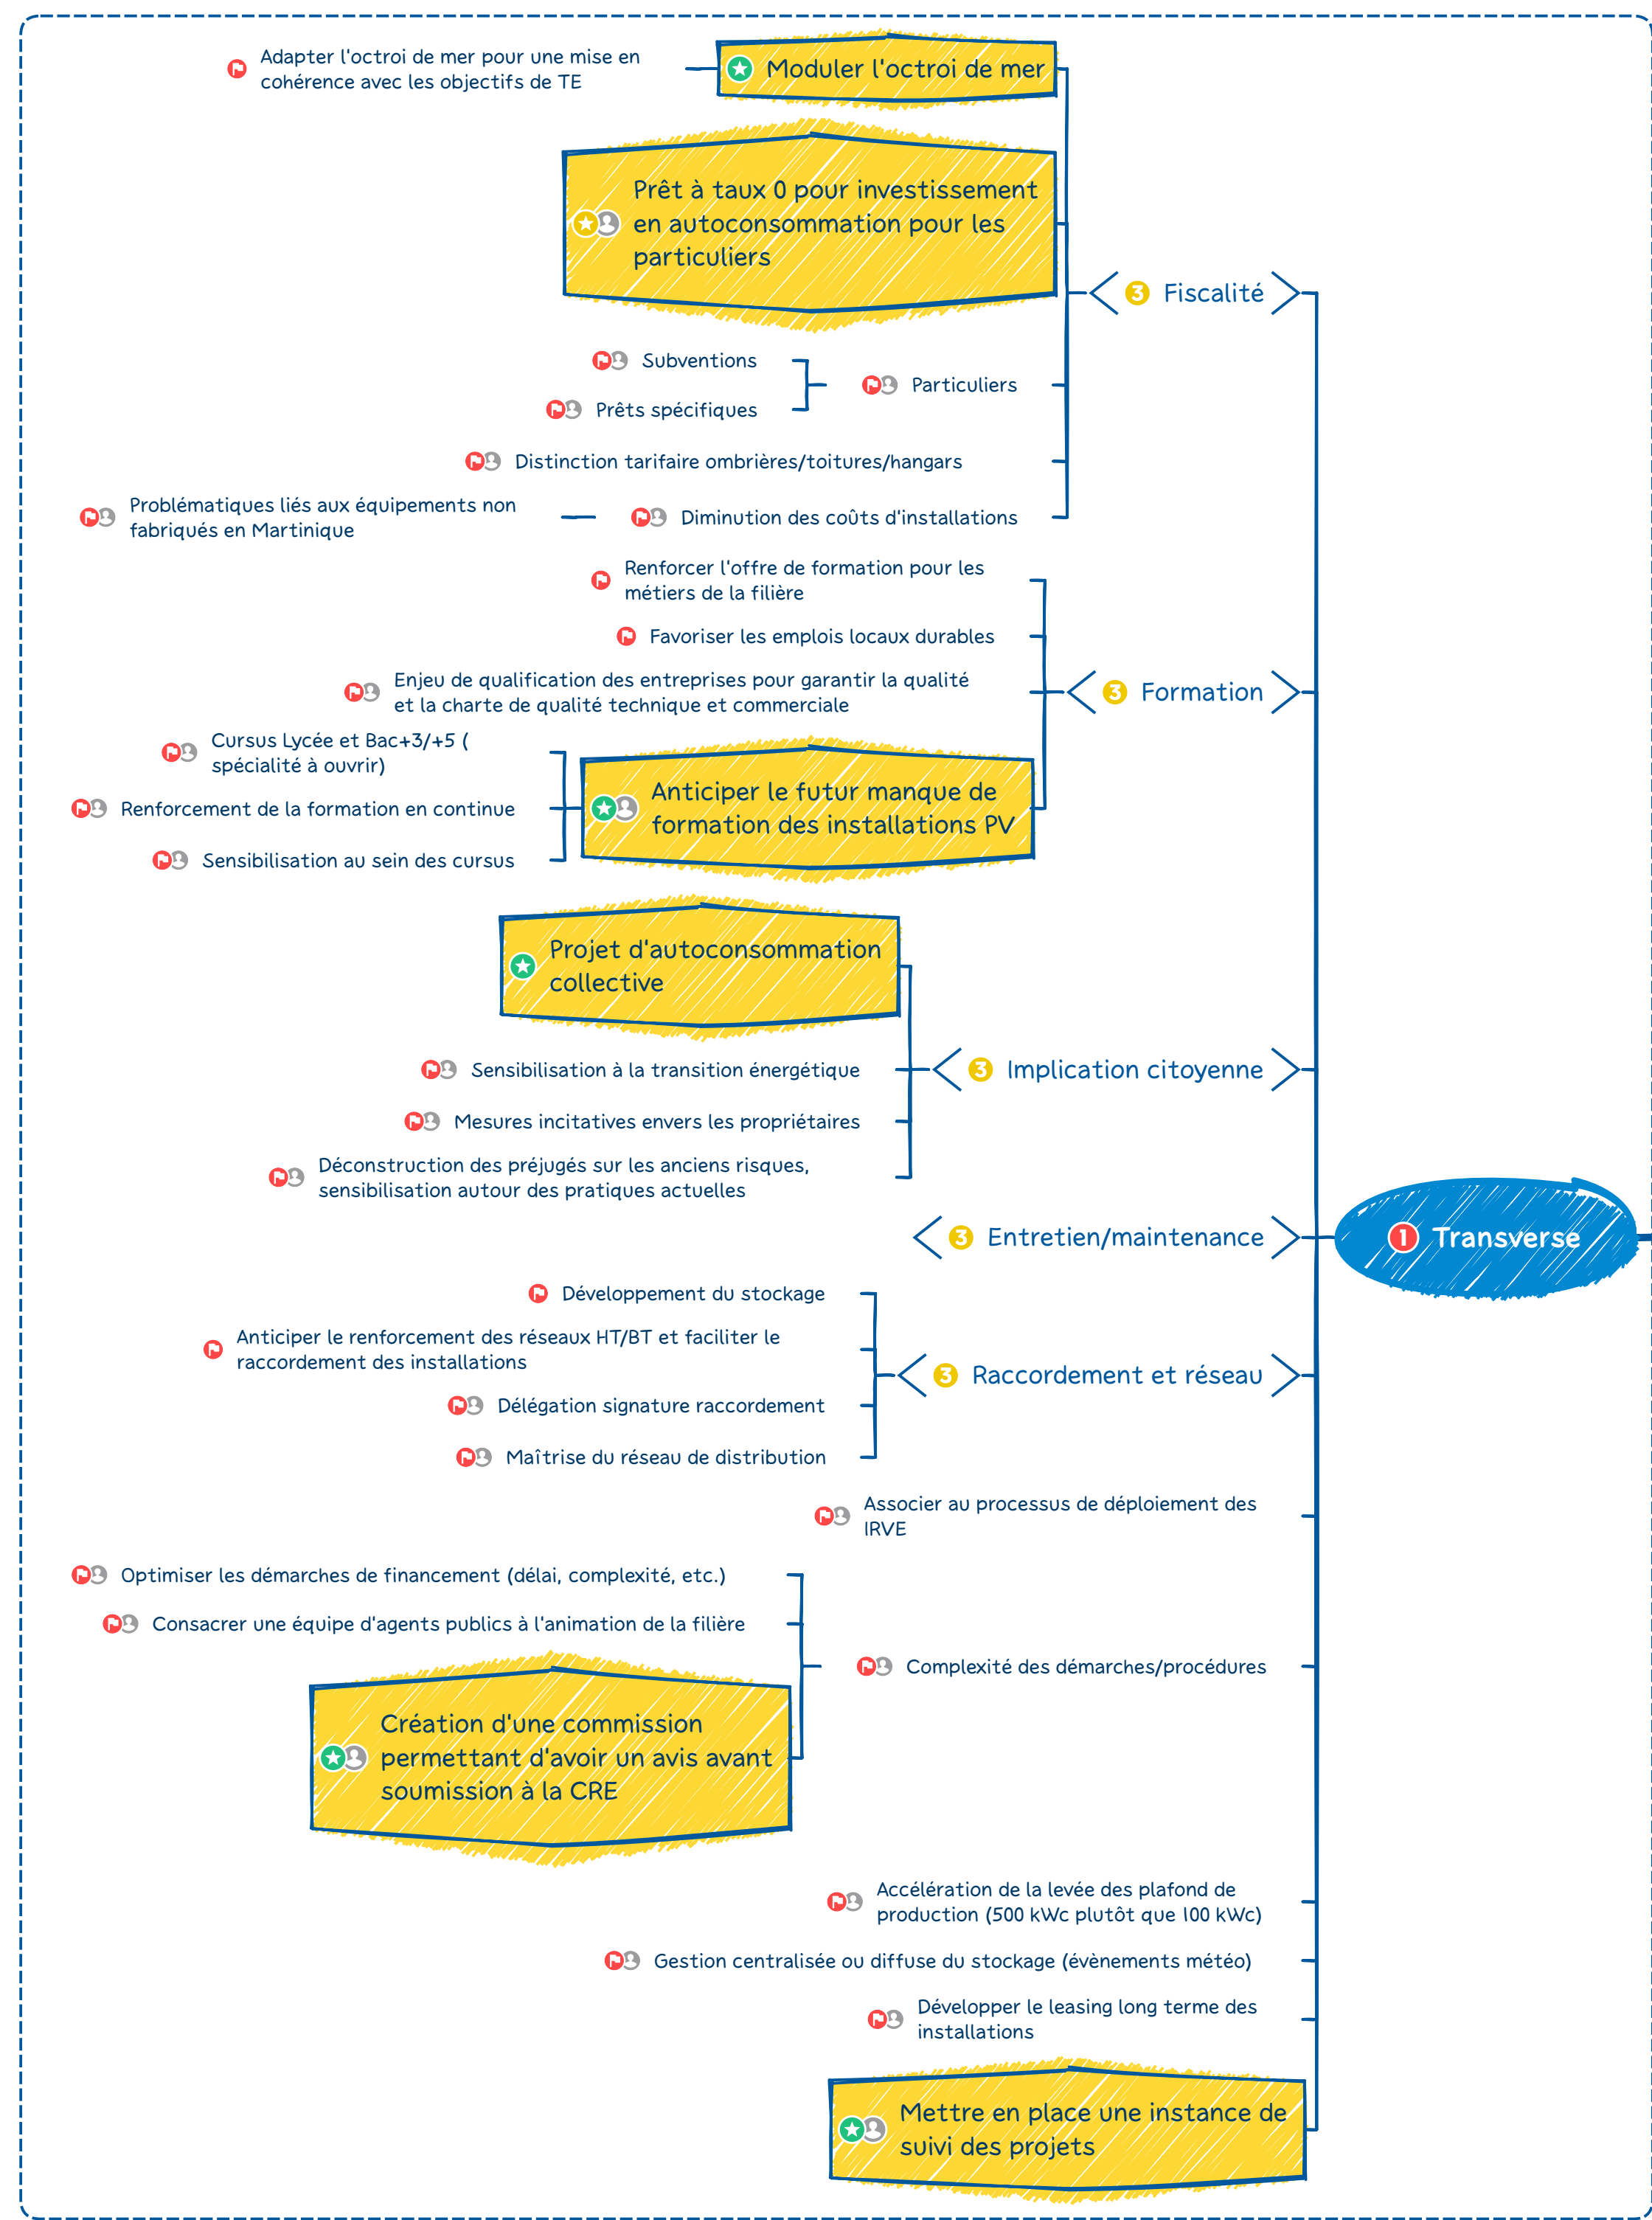 Adapter l'octroi de mer pour une mise en
cohérence avec les objectifs de TE
Moduler l'octroi de mer
Prêt à taux 0 pour investissement
en autoconsommation pour les
particuliers
3 Fiscalité
Subventions
Particuliers
Prêts spécifiques
Distinction tarifaire ombrières/toitures/hangars
Problématiques liés aux équipements non
fabriqués en Martinique
Diminution des coûts d'installations
Renforcer l'offre de formation pour les
métiers de la filière
Favoriser les emplois locaux durables
Enjeu de qualification des entreprises pour garantir la qualité
et la charte de qualité technique et commerciale
3 Formation
Cursus Lycée et Bac+3/+5 (
spécialité à ouvrir)
Renforcement de la formation en continue
Sensibilisation au sein des cursus
Anticiper le futur manque de
formation des installations PV
Projet d'autoconsommation
collective
Sensibilisation à la transition énergétique
3 Implication citoyenne
Mesures incitatives envers les propriétaires
Déconstruction des préjugés sur les anciens risques,
sensibilisation autour des pratiques actuelles
3 Entretien/maintenance
1 Transverse
Développement du stockage
Anticiper le renforcement des réseaux HT/BT et faciliter le
raccordement des installations
3 Raccordement et réseau
Délégation signature raccordement
Maîtrise du réseau de distribution
Associer au processus de déploiement des
IRVE
Optimiser les démarches de financement (délai, complexité, etc.)
Consacrer une équipe d'agents publics à l'animation de la filière
Complexité des démarches/procédures
Création d'une commission
permettant d'avoir un avis avant
soumission à la CRE
Accélération de la levée des plafond de
production (500 kWc plutôt que 100 kWc)
Gestion centralisée ou diffuse du stockage (évènements météo)
Développer le leasing long terme des
installations
Mettre en place une instance de
suivi des projets